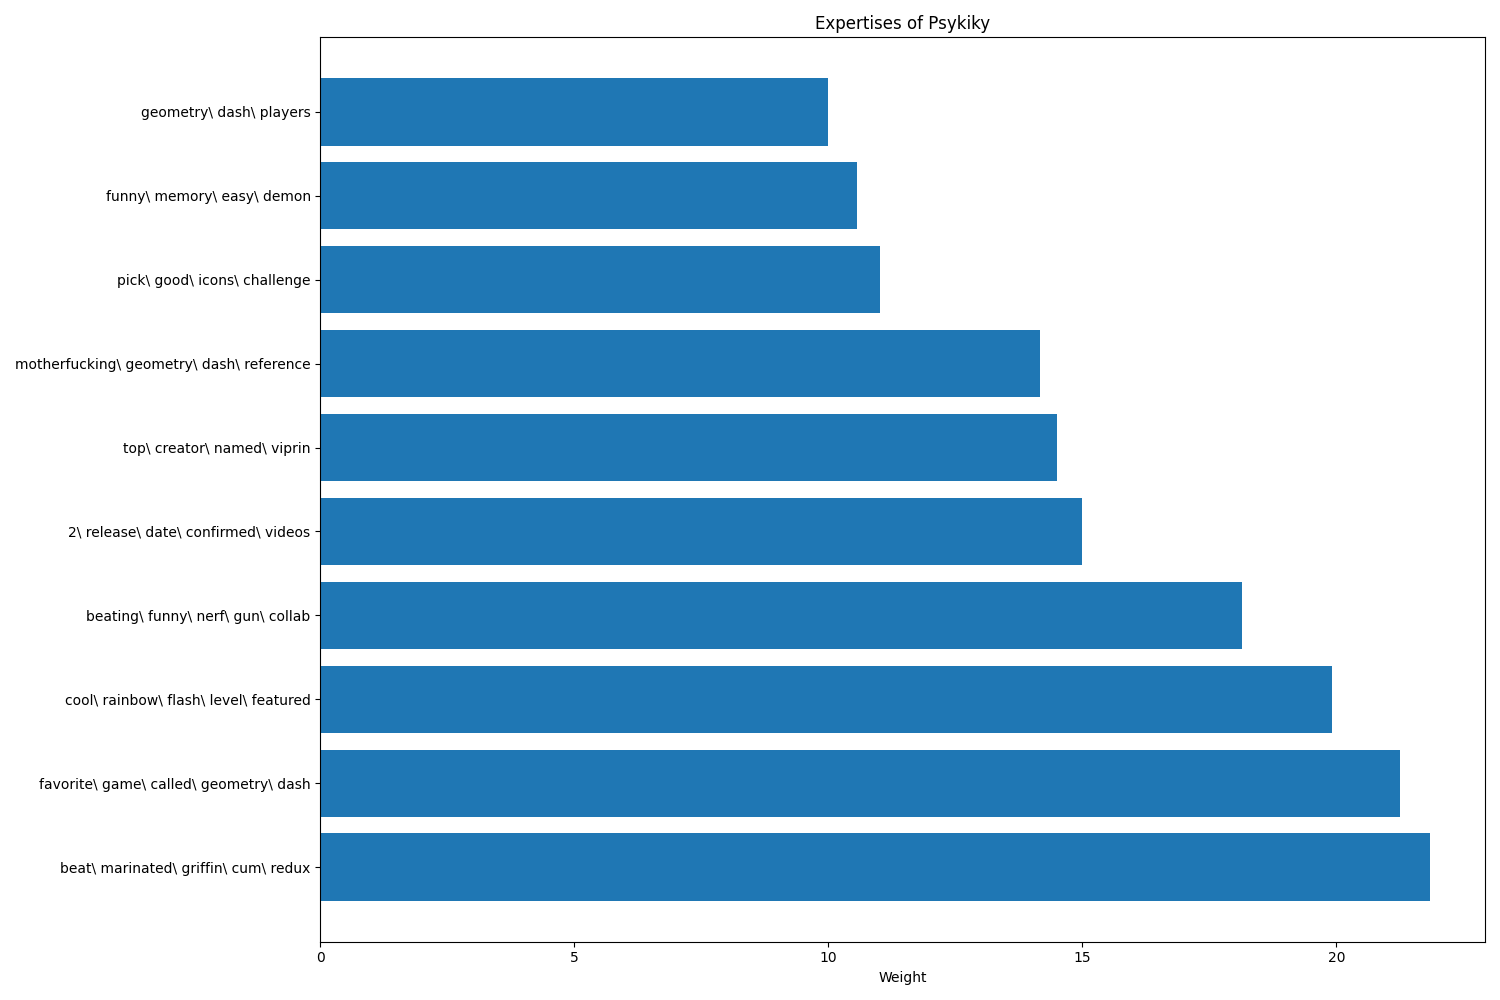 Expertises of Psykiky
geometry\ dash\ players
funny\ memory\ easy\ demon
pick\ good\ icons\ challenge
motherfucking\ geometry\ dash\ reference
top\ creator\ named\ viprin
2\ release\ date\ confirmed\ videos
beating\ funny\ nerf\ gun\ collab
cool\ rainbow\ flash\ level\ featured
favorite\ game\ called\ geometry\ dash
beat\ marinated\ griffin\ cum\ redux
0 5 10 15 20
Weight